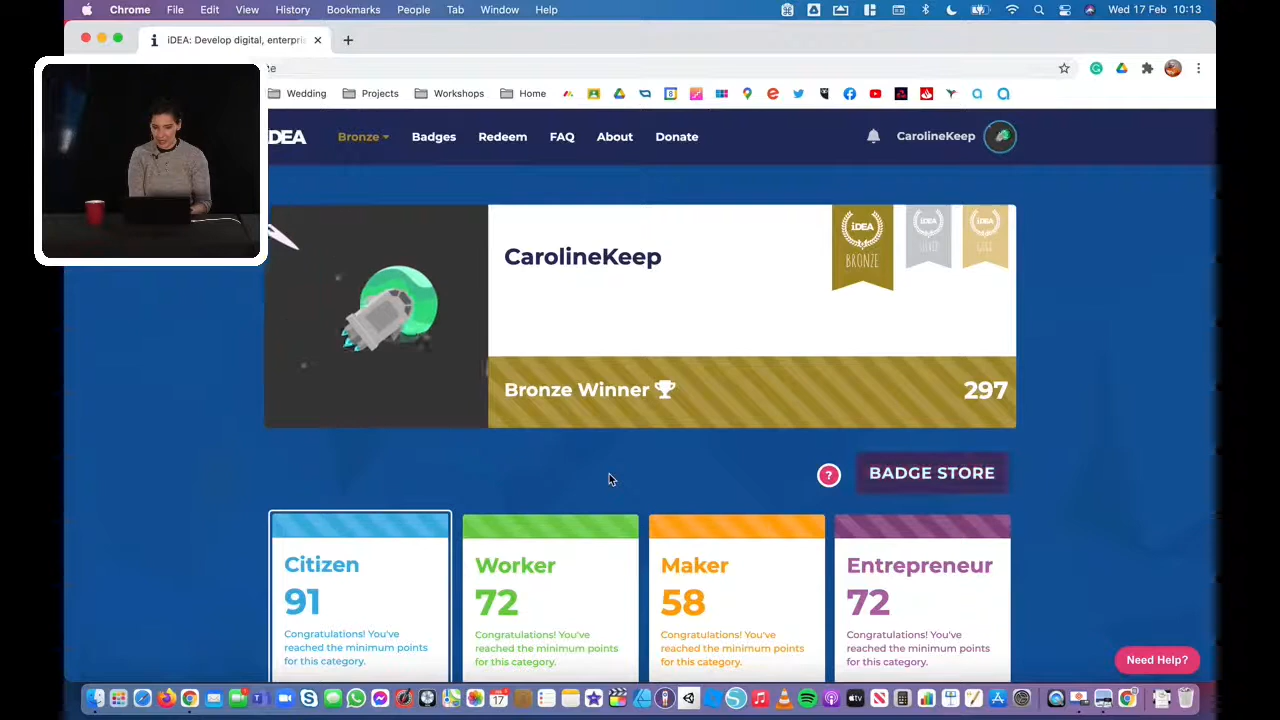 Chrome File Edit View History Bookmarks People Tab Window Help Wed 17 Feb 10:13
iDEA: Develop digital, enterpri
Wedding Projects Workshops Home
iDEA Bronze Badges Redeem FAQ About Donate CarolineKeep
CarolineKeep
iDEA BRONZE
iDEA SILVER
iDEA GOLD
Bronze Winner 297
? BADGE STORE
Citizen
91
Congratulations! You've
reached the minimum points
for this category.
Worker
72
Congratulations! You've
reached the minimum points
for this category.
Maker
58
Congratulations! You've
reached the minimum points
for this category.
Entrepreneur
72
Congratulations! You've
reached the minimum points
for this category.
Need Help?